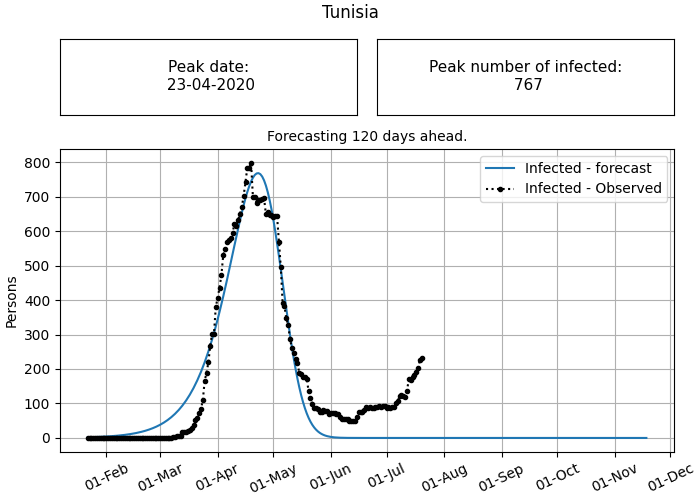 Tunisia
Peak date:
23-04-2020
Peak number of infected:
767
Forecasting 120 days ahead.
Infected - forecast
Infected - Observed
Persons
800
700
600
500
400
300
200
100
0
01-Feb
01-Mar
01-Apr
01-May
01-Jun
01-Jul
01-Aug
01-Sep
01-Oct
01-Nov
01-Dec